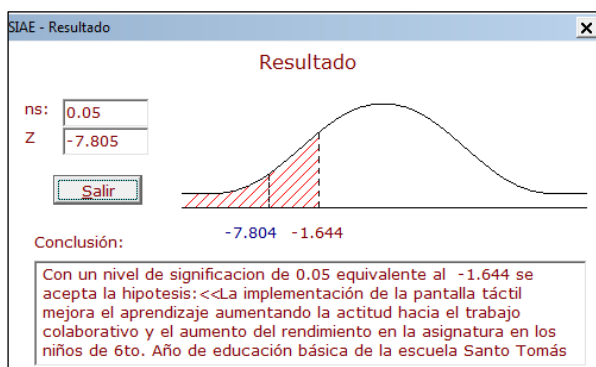 SIAE - Resultado
Resultado
ns: 0.05
Z -7.805
Salir
-7.804 -1.644
Conclusión:
Con un nivel de significacion de 0.05 equivalente al -1.644 se
acepta la hipotesis:<<La implementación de la pantalla táctil
mejora el aprendizaje aumentando la actitud hacia el trabajo
colaborativo y el aumento del rendimiento en la asignatura en los
niños de 6to. Año de educación básica de la escuela Santo Tomás